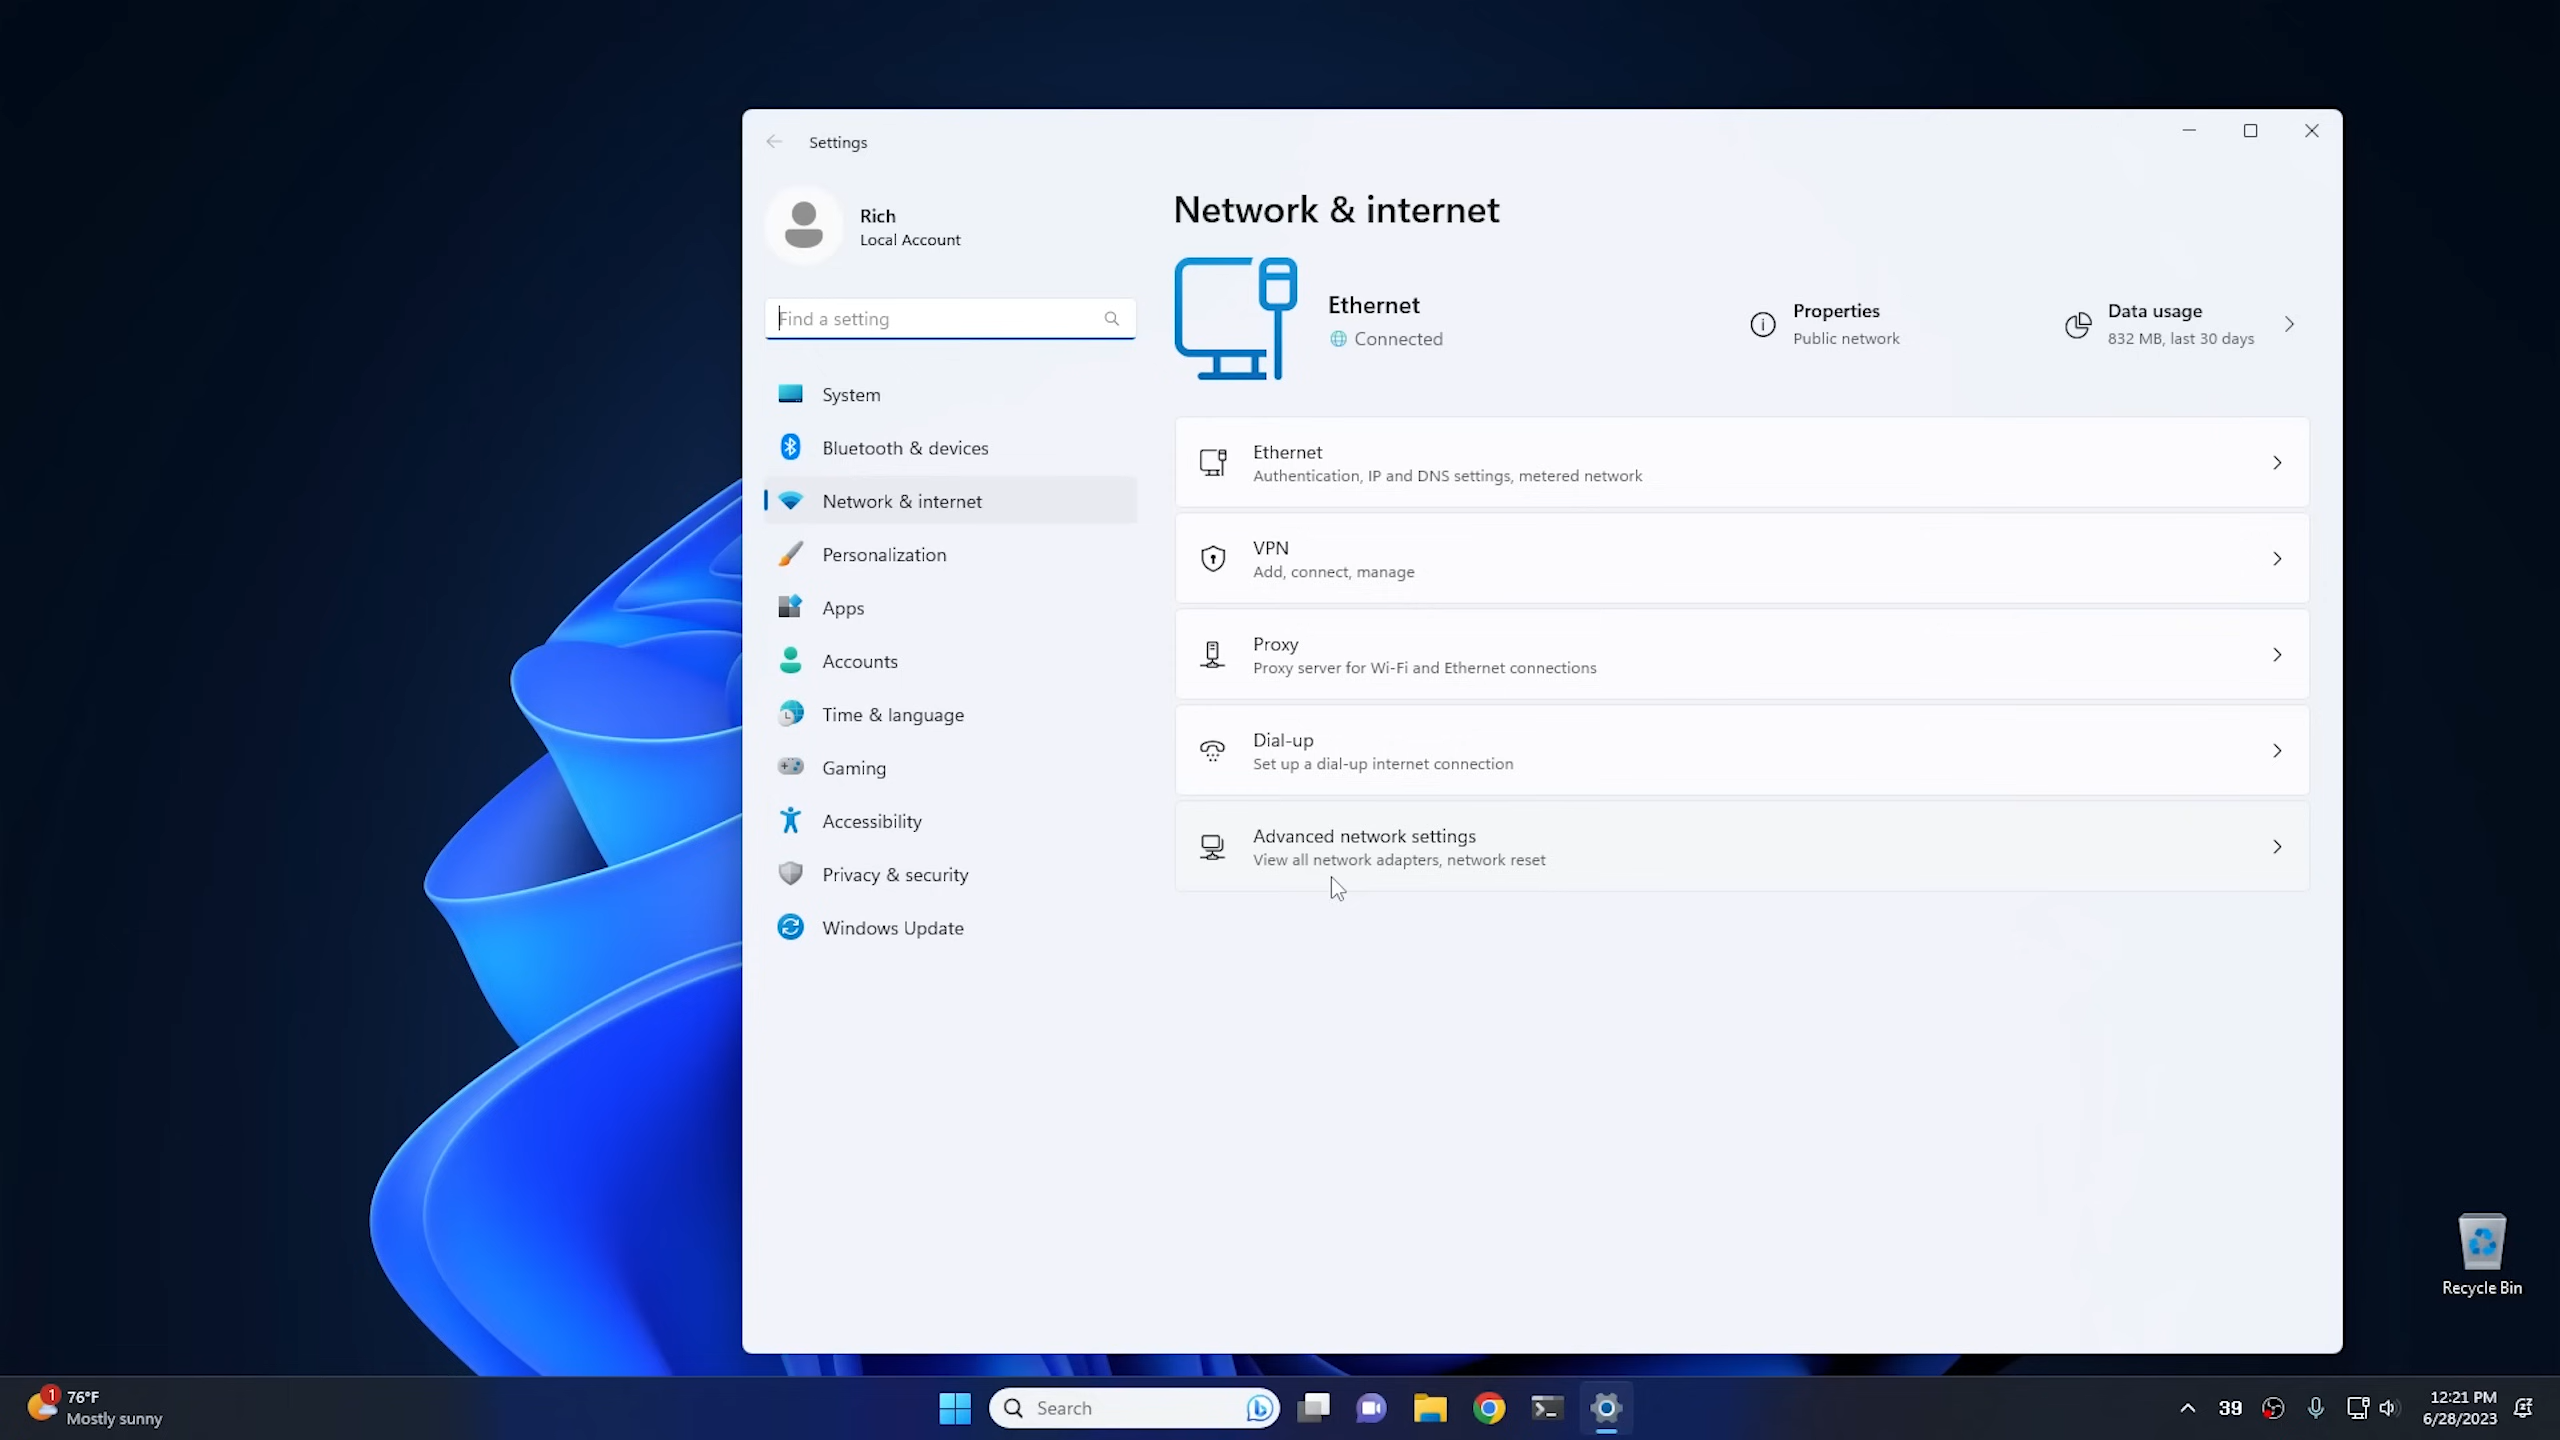 Settings
Rich
Local Account
Find a setting
System
Bluetooth & devices
Network & internet
Personalization
Apps
Accounts
Time & language
Gaming
Accessibility
Privacy & security
Windows Update
Network & internet
Ethernet
Connected
Properties
Public network
Data usage
832 MB, last 30 days
Ethernet
Authentication, IP and DNS settings, metered network
VPN
Add, connect, manage
Proxy
Proxy server for Wi-Fi and Ethernet connections
Dial-up
Set up a dial-up internet connection
Advanced network settings
View all network adapters, network reset
Recycle Bin
1
76°F
Mostly sunny
Search
39
12:21 PM
6/28/2023